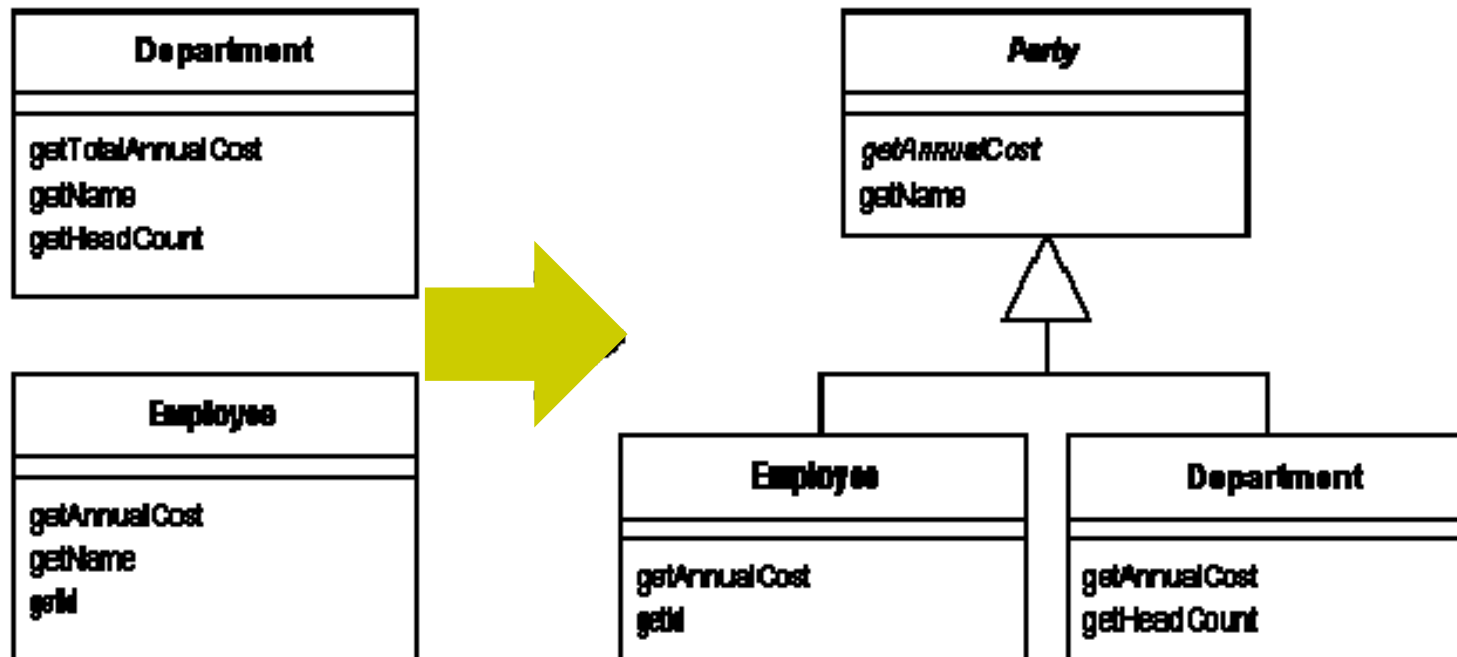 Department
getTotalAnnualCost
getName
getHeadCount
Employee
getAnnualCost
getName
getId
Party
getAnnualCost
getName
Employee
getAnnualCost
getId
Department
getAnnualCost
getHeadCount